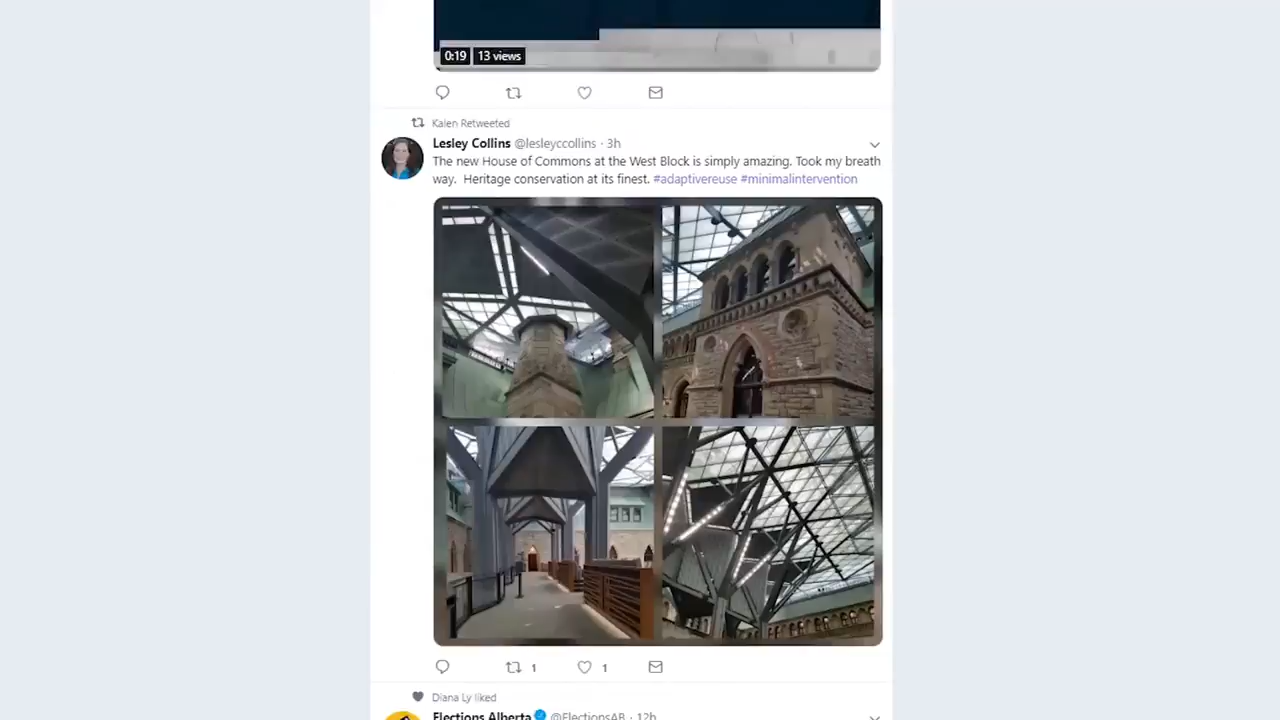 0:19 13 views
Kalen Retweeted
Lesley Collins @lesleyccollins · 3h
The new House of Commons at the West Block is simply amazing. Took my breath
way. Heritage conservation at its finest. #adaptivereuse #minimalintervention
1 1
Diana Ly liked
Elections Alberta @ElectionsAB · 12h